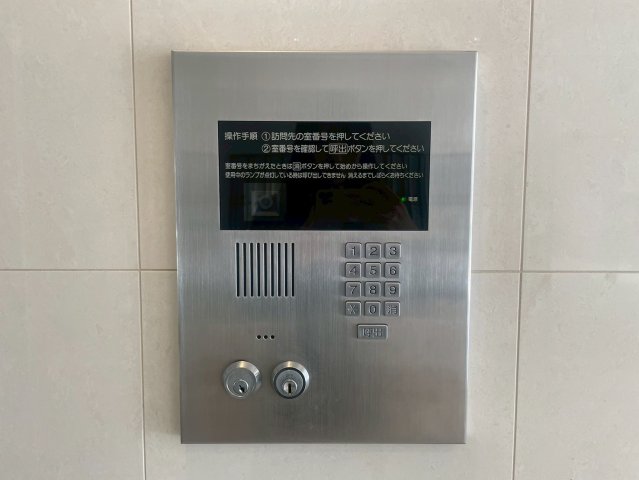 操作手順 ①訪問先の室番号を押してください
②室番号を確認して呼出ボタンを押してください
室番号をまちがえたときは消ボタンを押して始めから操作してください
使用中のランプが点灯している時は呼び出しできません 消えるまでしばらくお待ちください
電源
1 2 3
4 5 6
7 8 9
* 0 消
呼出